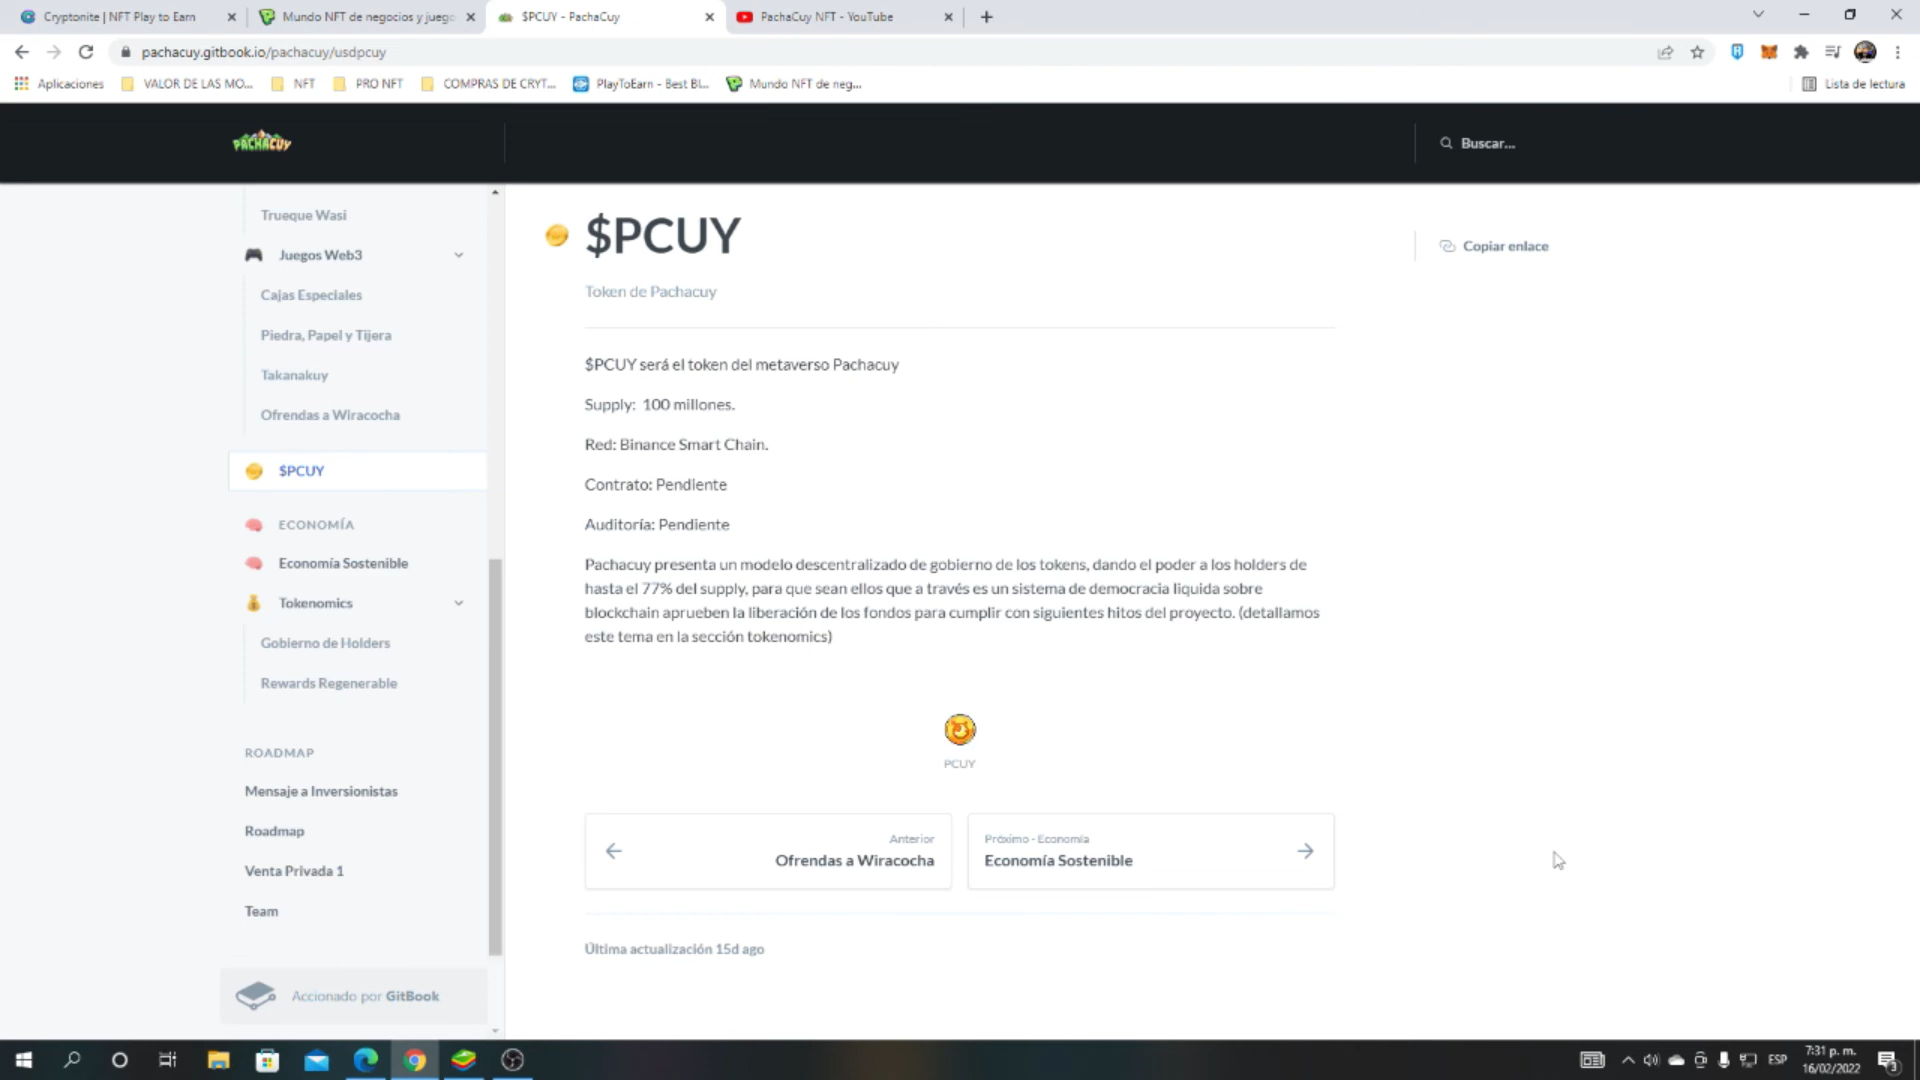 Cryptonite | NFT Play to Earn
Mundo NFT de negocios y juego
$PCUY - PachaCuy
PachaCuy NFT - YouTube
pachacuy.gitbook.io/pachacuy/usdpcuy
Aplicaciones
VALOR DE LAS MO...
NFT
PRO NFT
COMPRAS DE CRYT...
PlayToEarn - Best Bl...
Mundo NFT de neg...
Lista de lectura
PACHACUY
Buscar...
Trueque Wasi
Juegos Web3
Cajas Especiales
Piedra, Papel y Tijera
Takanakuy
Ofrendas a Wiracocha
$PCUY
ECONOMÍA
Economía Sostenible
Tokenomics
Gobierno de Holders
Rewards Regenerable
ROADMAP
Mensaje a Inversionistas
Roadmap
Venta Privada 1
Team
Accionado por GitBook
$PCUY
Token de Pachacuy
Copiar enlace
$PCUY será el token del metaverso Pachacuy
Supply: 100 millones.
Red: Binance Smart Chain.
Contrato: Pendiente
Auditoría: Pendiente
Pachacuy presenta un modelo descentralizado de gobierno de los tokens, dando el poder a los holders de
hasta el 77% del supply, para que sean ellos que a través es un sistema de democracia liquida sobre
blockchain aprueben la liberación de los fondos para cumplir con siguientes hitos del proyecto. (detallamos
este tema en la sección tokenomics)
PCUY
Anterior
Ofrendas a Wiracocha
Próximo - Economía
Economía Sostenible
Última actualización 15d ago
ESP
7:31 p. m.
16/02/2022
3